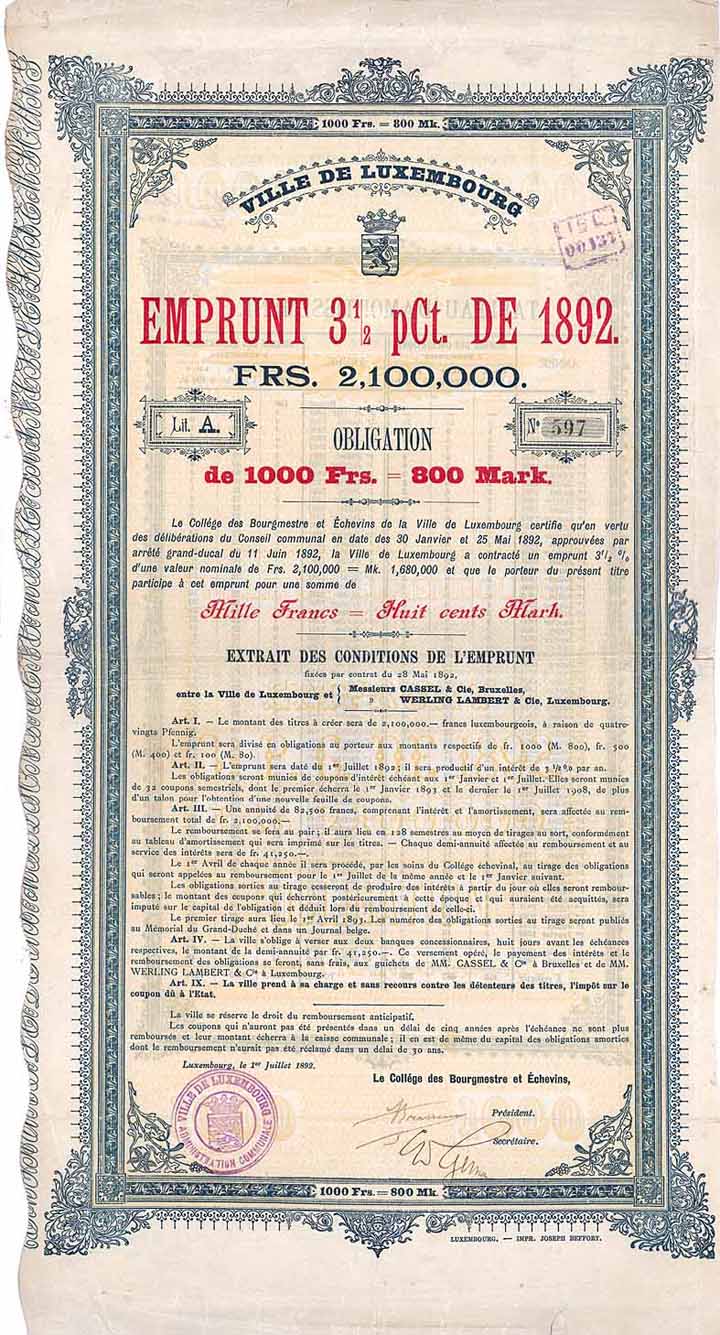 1000 Frs. = 800 Mk.
VILLE DE LUXEMBOURG
00132
EMPRUNT 3 1/2 pCt. DE 1892.
FRS. 2,100,000.
Lit. A.
Nº 597
OBLIGATION
de 1000 Frs. = 800 Mark.
Le Collége des Bourgmestre et Échevins de la Ville de Luxembourg certifie qu'en vertu
des délibérations du Conseil communal en date des 30 Janvier et 25 Mai 1892, approuvées par
arrêté grand-ducal du 11 Juin 1892, la Ville de Luxembourg a contracté un emprunt 3 1/2 %
d'une valeur nominale de Frs. 2,100,000 = Mk. 1,680,000 et que le porteur du présent titre
participe à cet emprunt pour une somme de
Mille Francs = Huit cents Mark.
EXTRAIT DES CONDITIONS DE L'EMPRUNT
fixées par contrat du 28 Mai 1892,
entre la Ville de Luxembourg et { Messieurs CASSEL & Cie, Bruxelles,
» WERLING LAMBERT & Cie, Luxembourg.
Art. I. — Le montant des titres à créer sera de 2,100,000.— francs luxembourgeois, à raison de quatre-
vingts Pfennig.
L'emprunt sera divisé en obligations au porteur aux montants respectifs de fr. 1000 (M. 800), fr. 500
(M. 400) et fr. 100 (M. 80).
Art. II. — L'emprunt sera daté du 1er Juillet 1892; il sera productif d'un intérêt de 3 1/2 % par an.
Les obligations seront munies de coupons d'intérêt échéant aux 1er Janvier et 1er Juillet. Elles seront munies
de 32 coupons semestriels, dont le premier écherra le 1er Janvier 1893 et le dernier le 1er Juillet 1908, de plus
d'un talon pour l'obtention d'une nouvelle feuille de coupons.
Art. III. — Une annuité de 82,500 francs, comprenant l'intérêt et l'amortissement, sera affectée au rem-
boursement total de fr. 2,100,000.—
Le remboursement se fera au pair; il aura lieu en 128 semestres au moyen de tirages au sort, conformément
au tableau d'amortissement qui sera imprimé sur les titres. — Chaque demi-annuité affectée au remboursement et au
service des intérêts sera de fr. 41,250.—.
Le 1er Avril de chaque année il sera procédé, par les soins du Collége échevinal, au tirage des obligations
qui seront appelées au remboursement pour le 1er Juillet de la même année et le 1er Janvier suivant.
Les obligations sorties au tirage cesseront de produire des intérêts à partir du jour où elles seront rembour-
sables; le montant des coupons qui écherront postérieurement à cette époque et qui auraient été acquittés, sera
imputé sur le capital de l'obligation et déduit lors du remboursement de celle-ci.
Le premier tirage aura lieu le 1er Avril 1893. Les numéros des obligations sorties au tirage seront publiés
au Mémorial du Grand-Duché et dans un Journal belge.
Art. IV. — La ville s'oblige à verser aux deux banques concessionnaires, huit jours avant les échéances
respectives, le montant de la demi-annuité par fr. 41,250.—. Ce versement opéré, le payement des intérêts et le
remboursement des obligations se feront, sans frais, aux guichets de MM. CASSEL & Cie à Bruxelles et de MM.
WERLING LAMBERT & Cie à Luxembourg.
Art. IX. — La ville prend à sa charge et sans recours contre les détenteurs des titres, l'impôt sur le
coupon dû à l'Etat.
La ville se réserve le droit du remboursement anticipatif.
Les coupons qui n'auront pas été présentés dans un délai de cinq années après l'échéance ne sont plus
remboursés et leur montant écherra à la caisse communale; il en est de même du capital des obligations amorties
dont le remboursement n'aurait pas été réclamé dans un délai de 30 ans.
Luxembourg, le 1er Juillet 1892.
Le Collége des Bourgmestre et Échevins,
Président.
Secrétaire.
VILLE DE LUXEMBOURG
ADMINISTRATION COMMUNALE
1000 Frs. = 800 Mk.
LUXEMBOURG. — IMPR. JOSEPH BEFFORT.